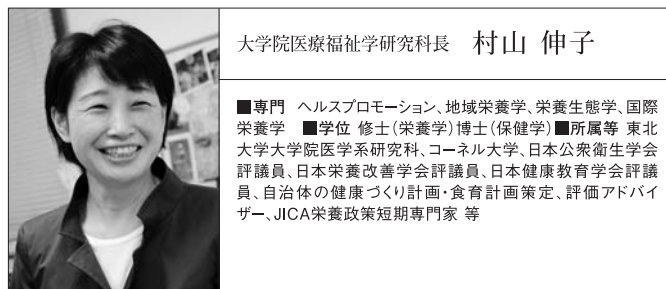 大学院医療福祉学研究科長 村山 伸子
■専門 ヘルスプロモーション、地域栄養学、栄養生態学、国際
栄養学 ■学位 修士(栄養学)博士(保健学)■所属等 東北
大学大学院医学系研究科、コーネル大学、日本公衆衛生学会
評議員、日本栄養改善学会評議員、日本健康教育学会評議
員、自治体の健康づくり計画・食育計画策定、評価アドバイ
ザー、JICA栄養政策短期専門家 等